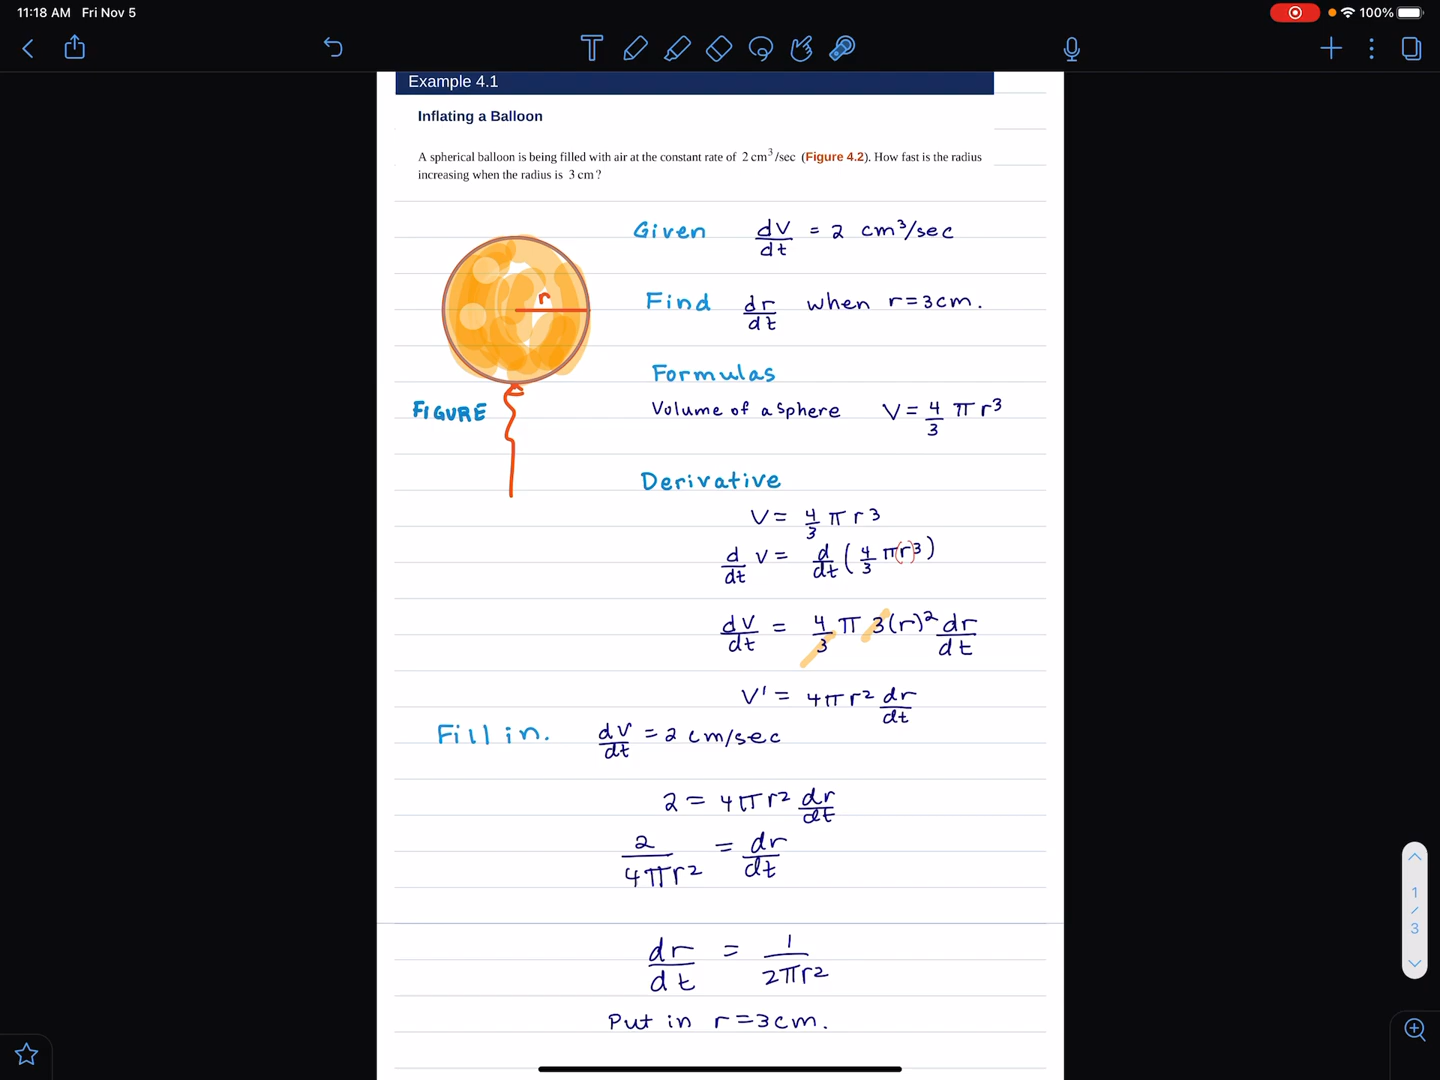 11:18 AM Fri Nov 5
100%
Example 4.1
Inflating a Balloon
A spherical balloon is being filled with air at the constant rate of 2 cm³/sec (Figure 4.2). How fast is the radius
increasing when the radius is 3 cm?
Given dV/dt = 2 cm³/sec
r
Find dr/dt when r=3cm.
Formulas
FIGURE
Volume of a sphere V = 4/3 π r³
Derivative
V = 4/3 π r³
d/dt V = d/dt (4/3 π(r)³)
dV/dt = 4/3 π 3(r)² dr/dt
V' = 4πr² dr/dt
Fill in. dV/dt = 2 cm/sec
2 = 4πr² dr/dt
2/4πr² = dr/dt
1
/
3
dr/dt = 1/2πr²
Put in r=3cm.